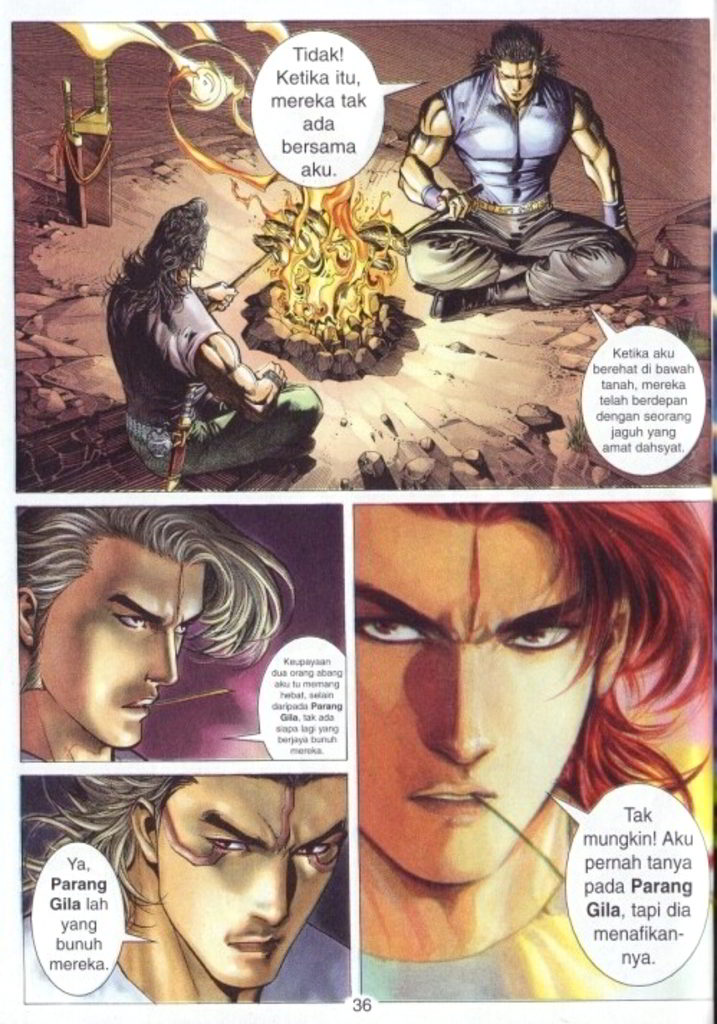 Tidak!
Ketika itu,
mereka tak
ada
bersama
aku.
Ketika aku
berehat di bawah
tanah, mereka
telah berdepan
dengan seorang
jaguh yang
amat dahsyat.
Keupayaan
dua orang abang
aku tu memang
hebat, selain
daripada Parang
Gila, tak ada
siapa lagi yang
berjaya bunuh
mereka.
Tak
mungkin! Aku
pernah tanya
pada Parang
Gila, tapi dia
menafikan-
nya.
Ya,
Parang
Gila lah
yang
bunuh
mereka.
36